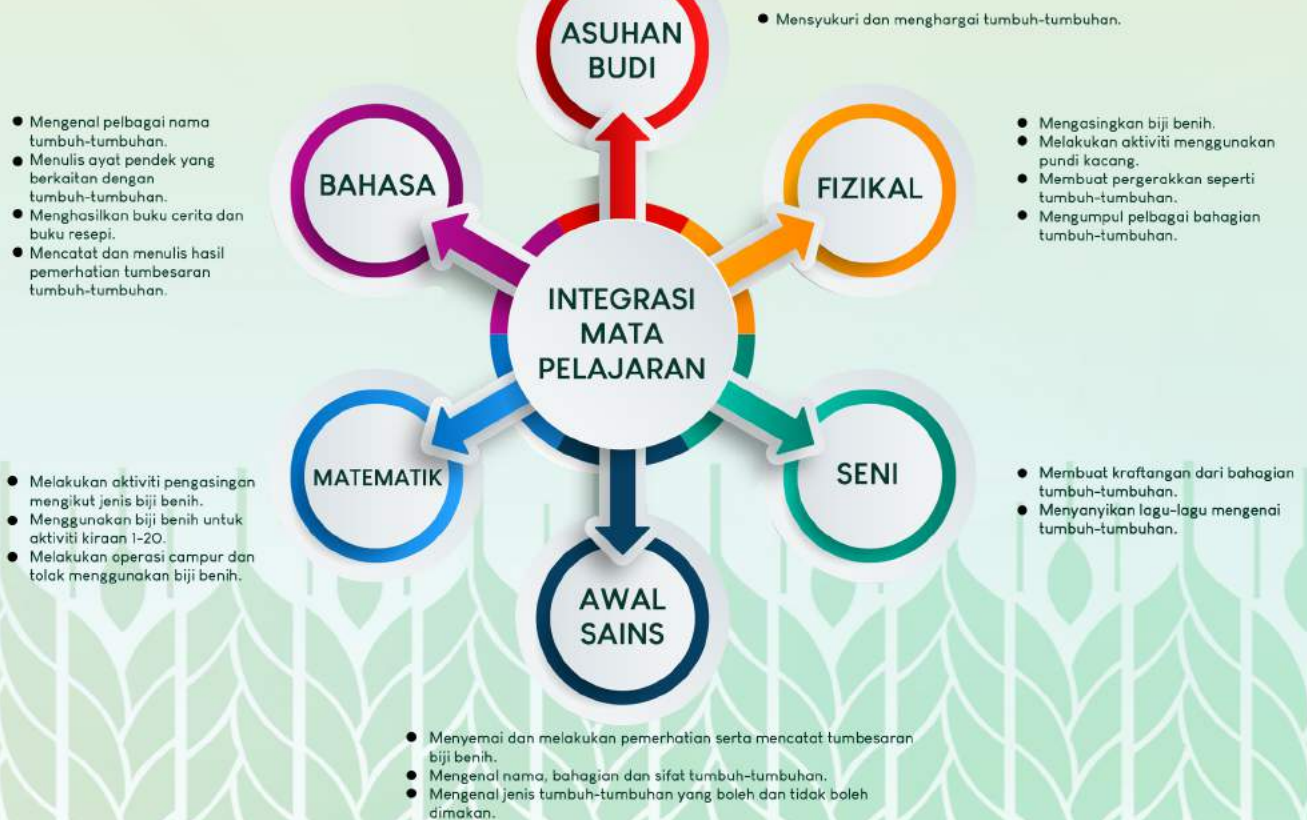 ASUHAN
BUDI
● Mensyukuri dan menghargai tumbuh-tumbuhan.
BAHASA
● Mengenal pelbagai nama
tumbuh-tumbuhan.
● Menulis ayat pendek yang
berkaitan dengan
tumbuh-tumbuhan.
● Menghasilkan buku cerita dan
buku resepi.
● Mencatat dan menulis hasil
pemerhatian tumbesaran
tumbuh-tumbuhan.
FIZIKAL
● Mengasingkan biji benih.
● Melakukan aktiviti menggunakan
pundi kacang.
● Membuat pergerakkan seperti
tumbuh-tumbuhan.
● Mengumpul pelbagai bahagian
tumbuh-tumbuhan.
INTEGRASI
MATA
PELAJARAN
MATEMATIK
● Melakukan aktiviti pengasingan
mengikut jenis biji benih.
● Menggunakan biji benih untuk
aktiviti kiraan 1-20.
● Melakukan operasi campur dan
tolak menggunakan biji benih.
SENI
● Membuat kraftangan dari bahagian
tumbuh-tumbuhan.
● Menyanyikan lagu-lagu mengenai
tumbuh-tumbuhan.
AWAL
SAINS
● Menyemai dan melakukan pemerhatian serta mencatat tumbesaran
biji benih.
● Mengenal nama, bahagian dan sifat tumbuh-tumbuhan.
● Mengenal jenis tumbuh-tumbuhan yang boleh dan tidak boleh
dimakan.